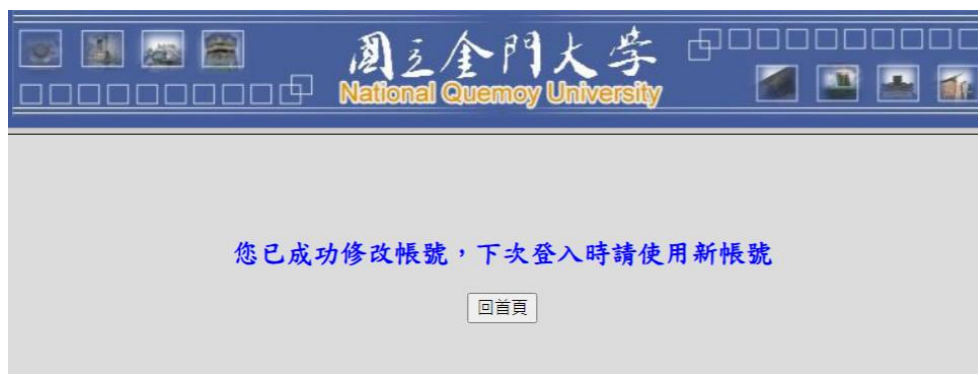 國立金門大学
National Quemoy University
您已成功修改帳號，下次登入時請使用新帳號
回首頁